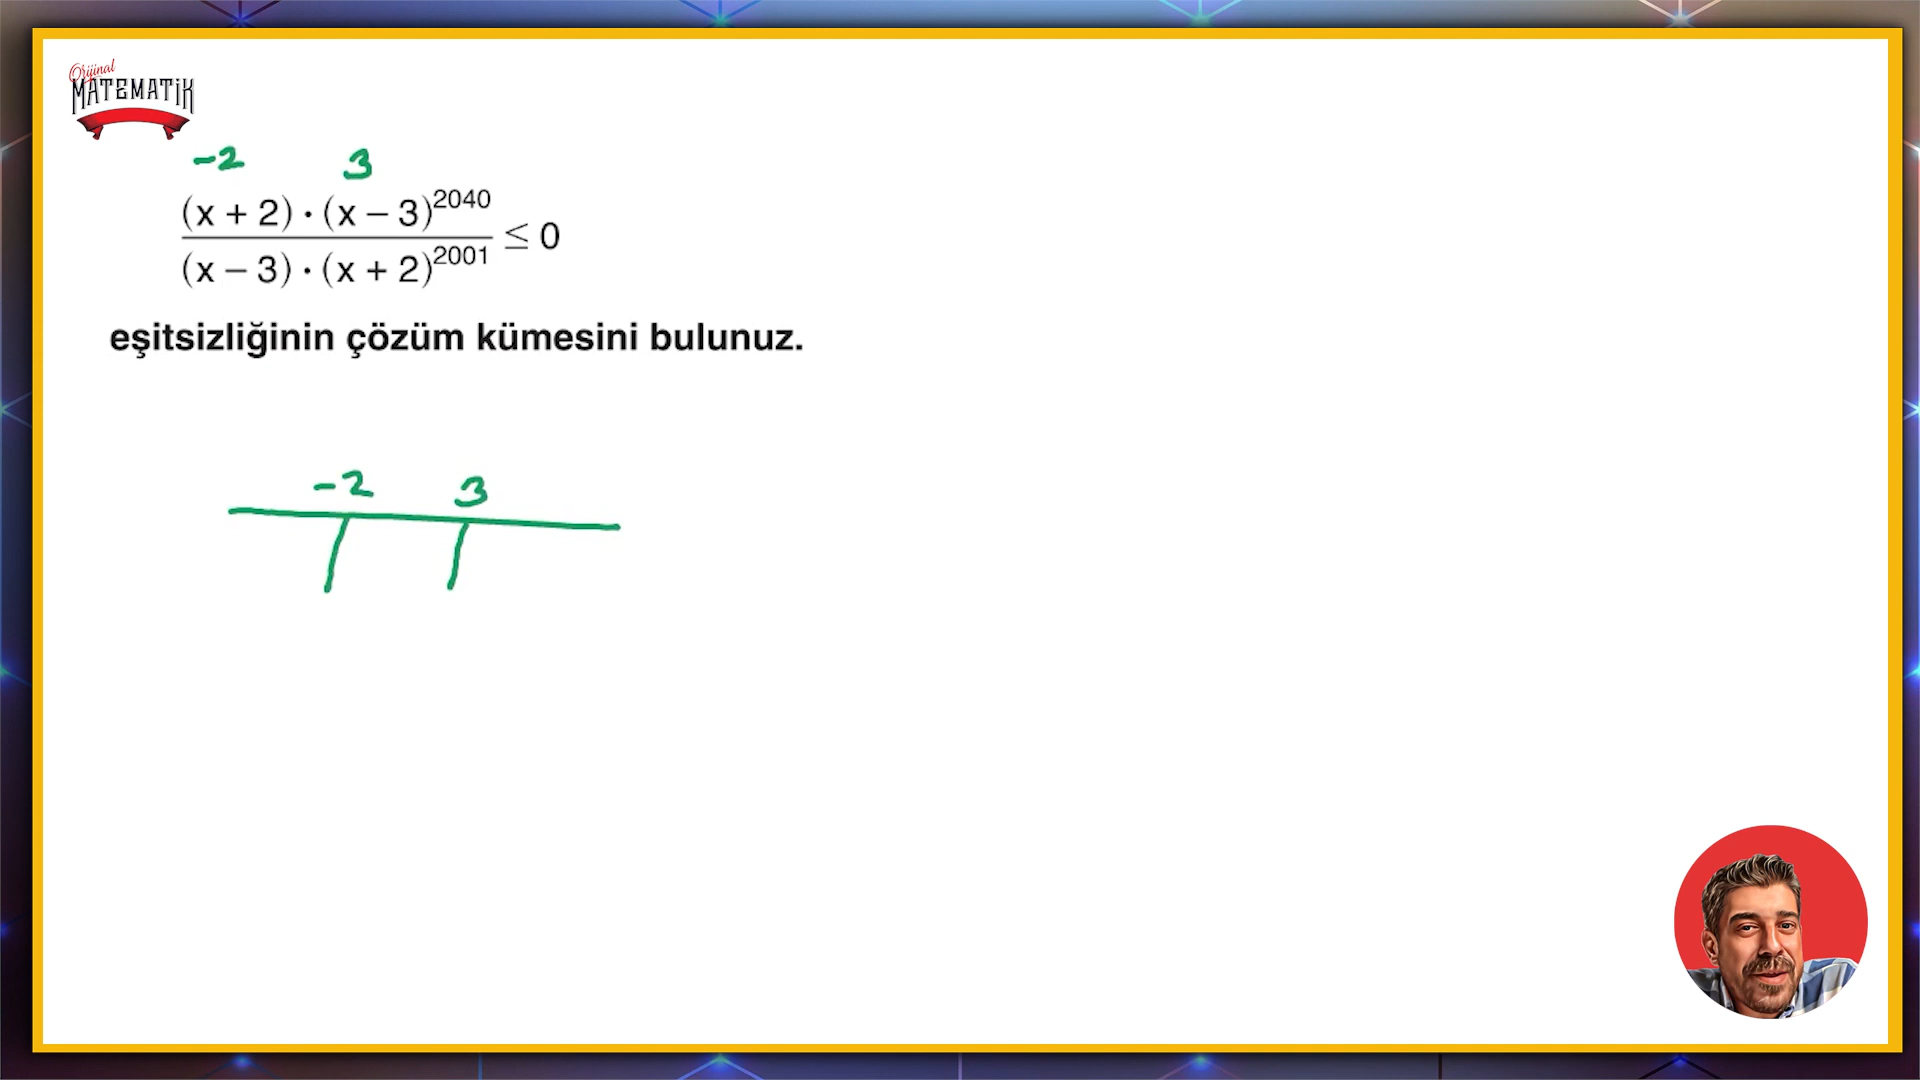 Orijinal
MATEMATİK
-2 3
(x + 2) · (x − 3)^2040
(x − 3) · (x + 2)^2001
≤ 0
eşitsizliğinin çözüm kümesini bulunuz.
-2 3